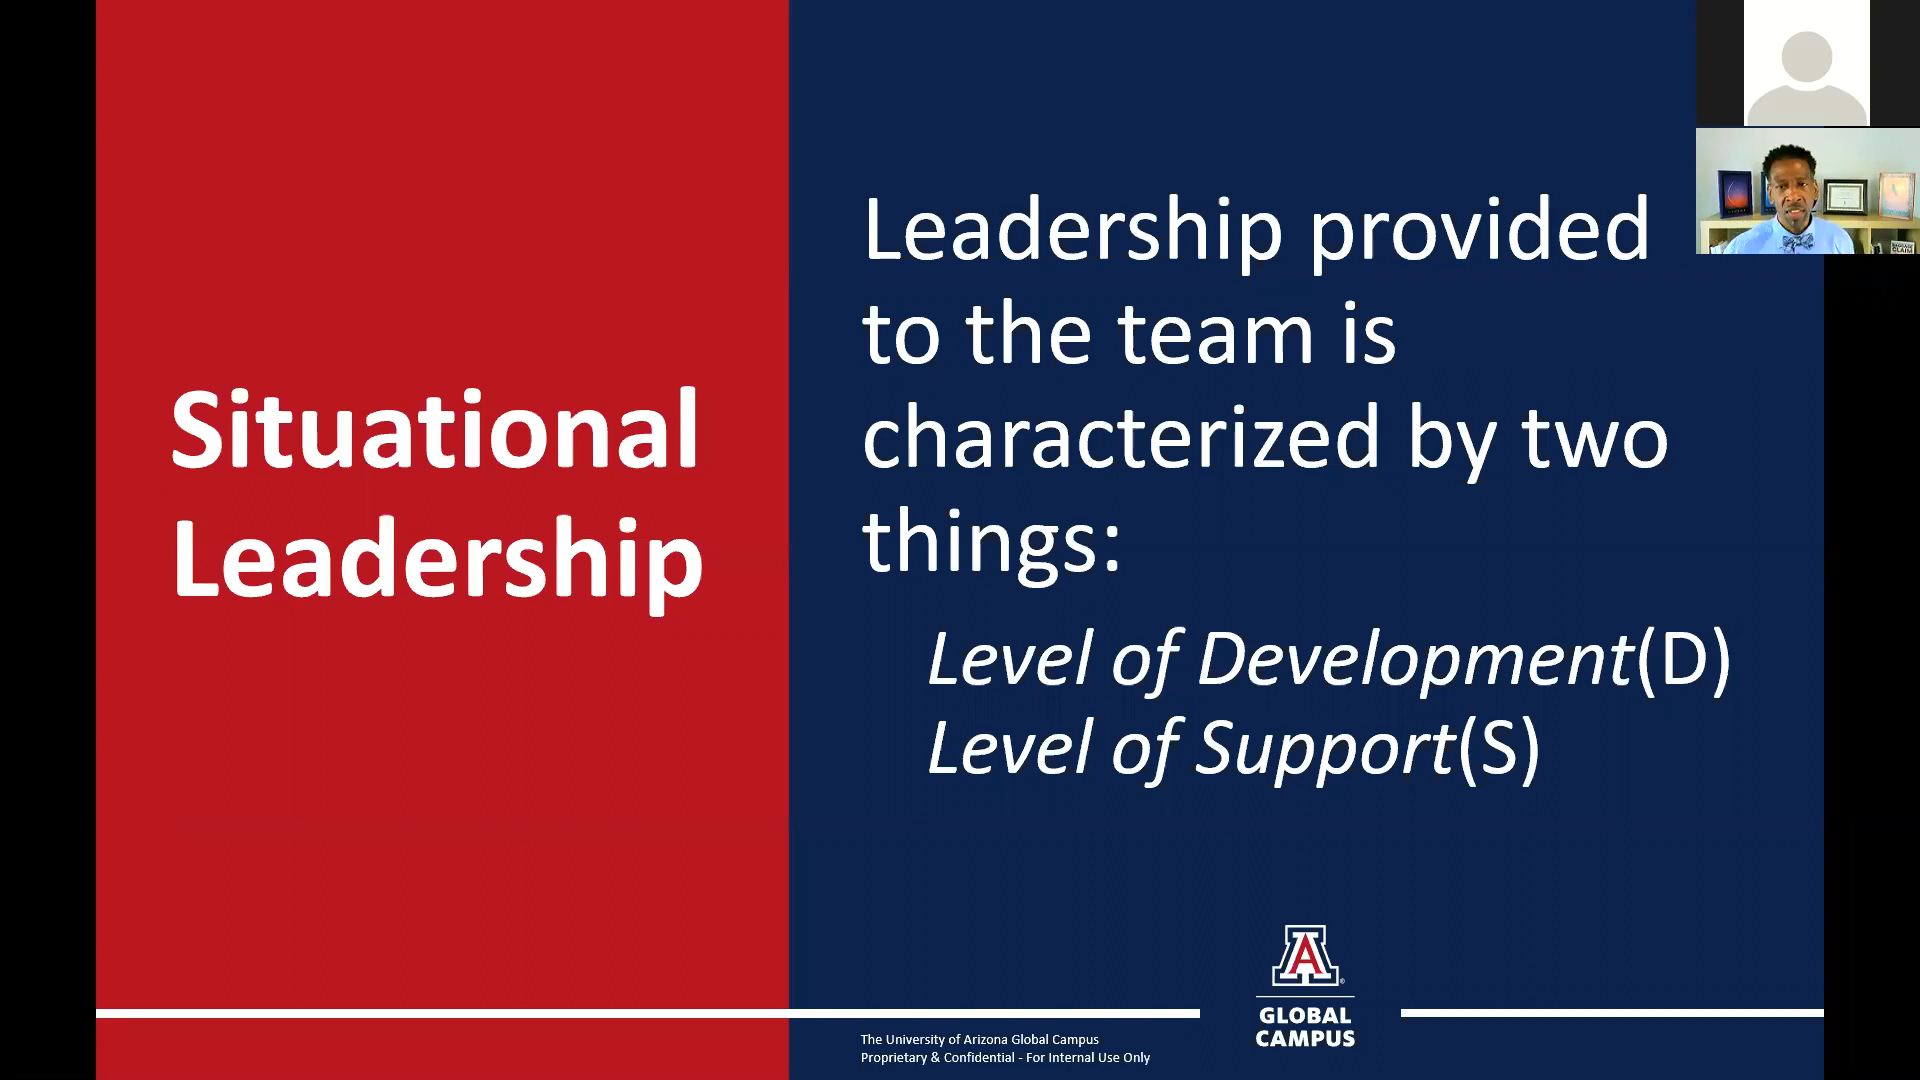 Situational
Leadership
Leadership provided
to the team is
characterized by two
things:
Level of Development(D)
Level of Support(S)
A
GLOBAL
CAMPUS
The University of Arizona Global Campus
Proprietary & Confidential - For Internal Use Only
CLAIM